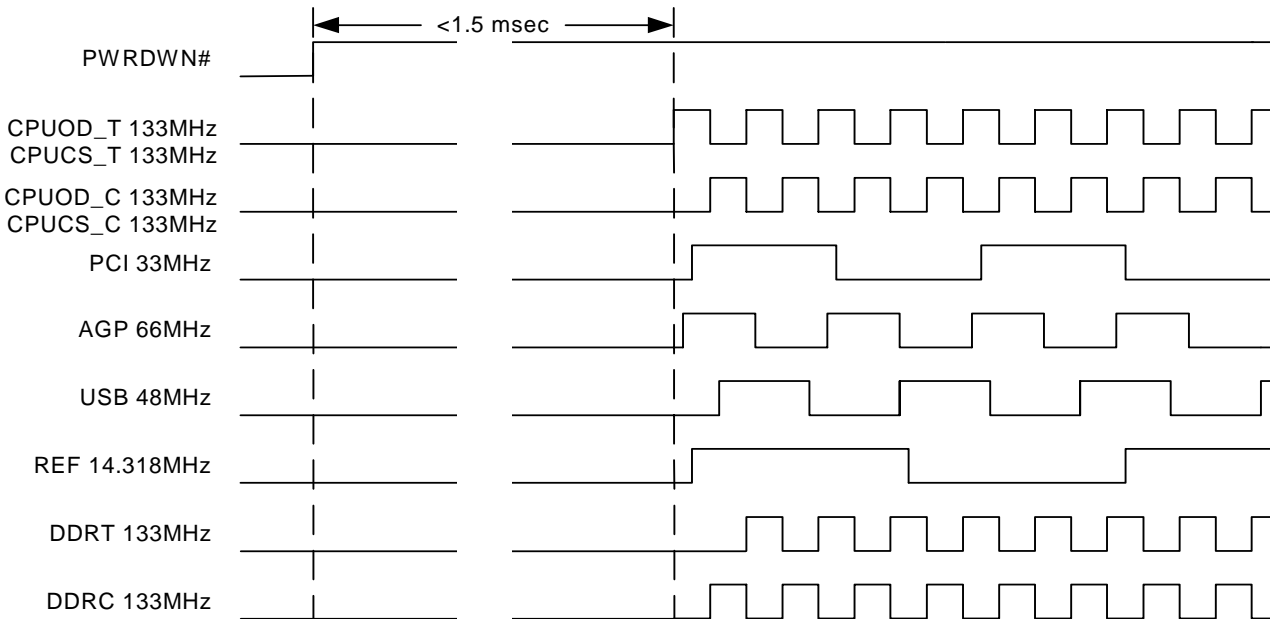 <1.5 msec
PWRDWN#
CPUOD_T 133MHz
CPUCS_T 133MHz
CPUOD_C 133MHz
CPUCS_C 133MHz
PCI 33MHz
AGP 66MHz
USB 48MHz
REF 14.318MHz
DDRT 133MHz
DDRC 133MHz